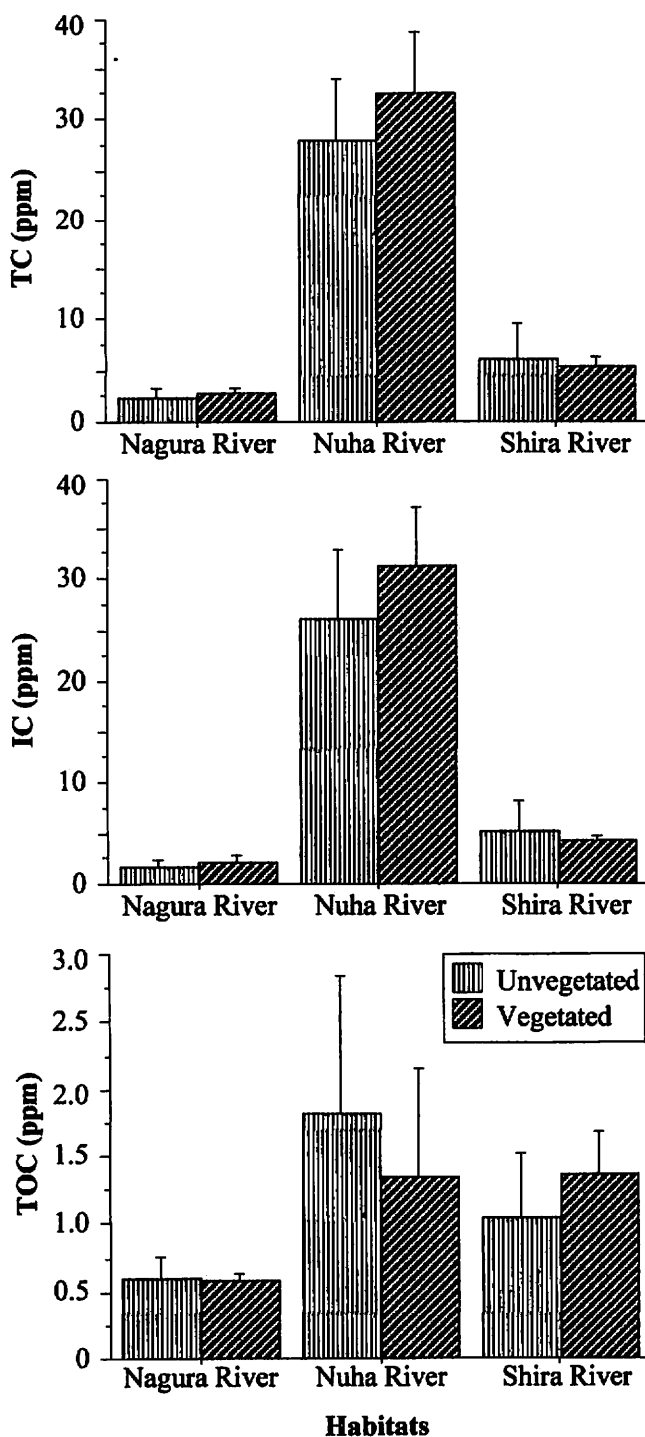 40
30
20
10
0
TC (ppm)
Nagura River Nuha River Shira River
40
30
20
10
0
IC (ppm)
Nagura River Nuha River Shira River
3.0
2.5
2.0
1.5
1.0
0.5
0
TOC (ppm)
Unvegetated
Vegetated
Nagura River Nuha River Shira River
Habitats